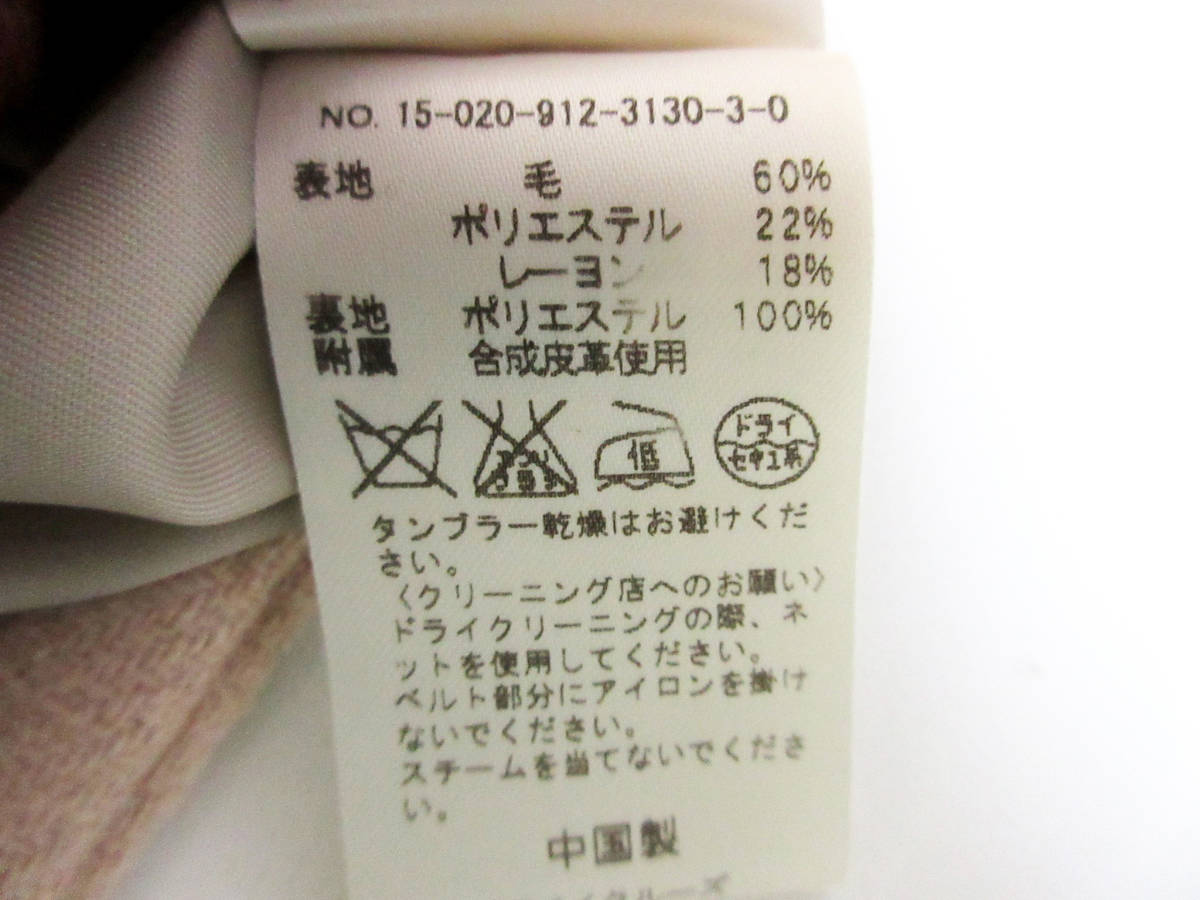 NO. 15-020-912-3130-3-0
表地 毛 60%
ポリエステル 22%
レーヨン 18%
裏地 ポリエステル 100%
附属 合成皮革使用
エンソ サラシ 低 ドライ セキユ系
タンブラー乾燥はお避けくだ
さい。
〈クリーニング店へのお願い〉
ドライクリーニングの際、ネ
ットを使用してください。
ベルト部分にアイロンを掛け
ないでください。
スチームを当てないでくださ
い。
中国製